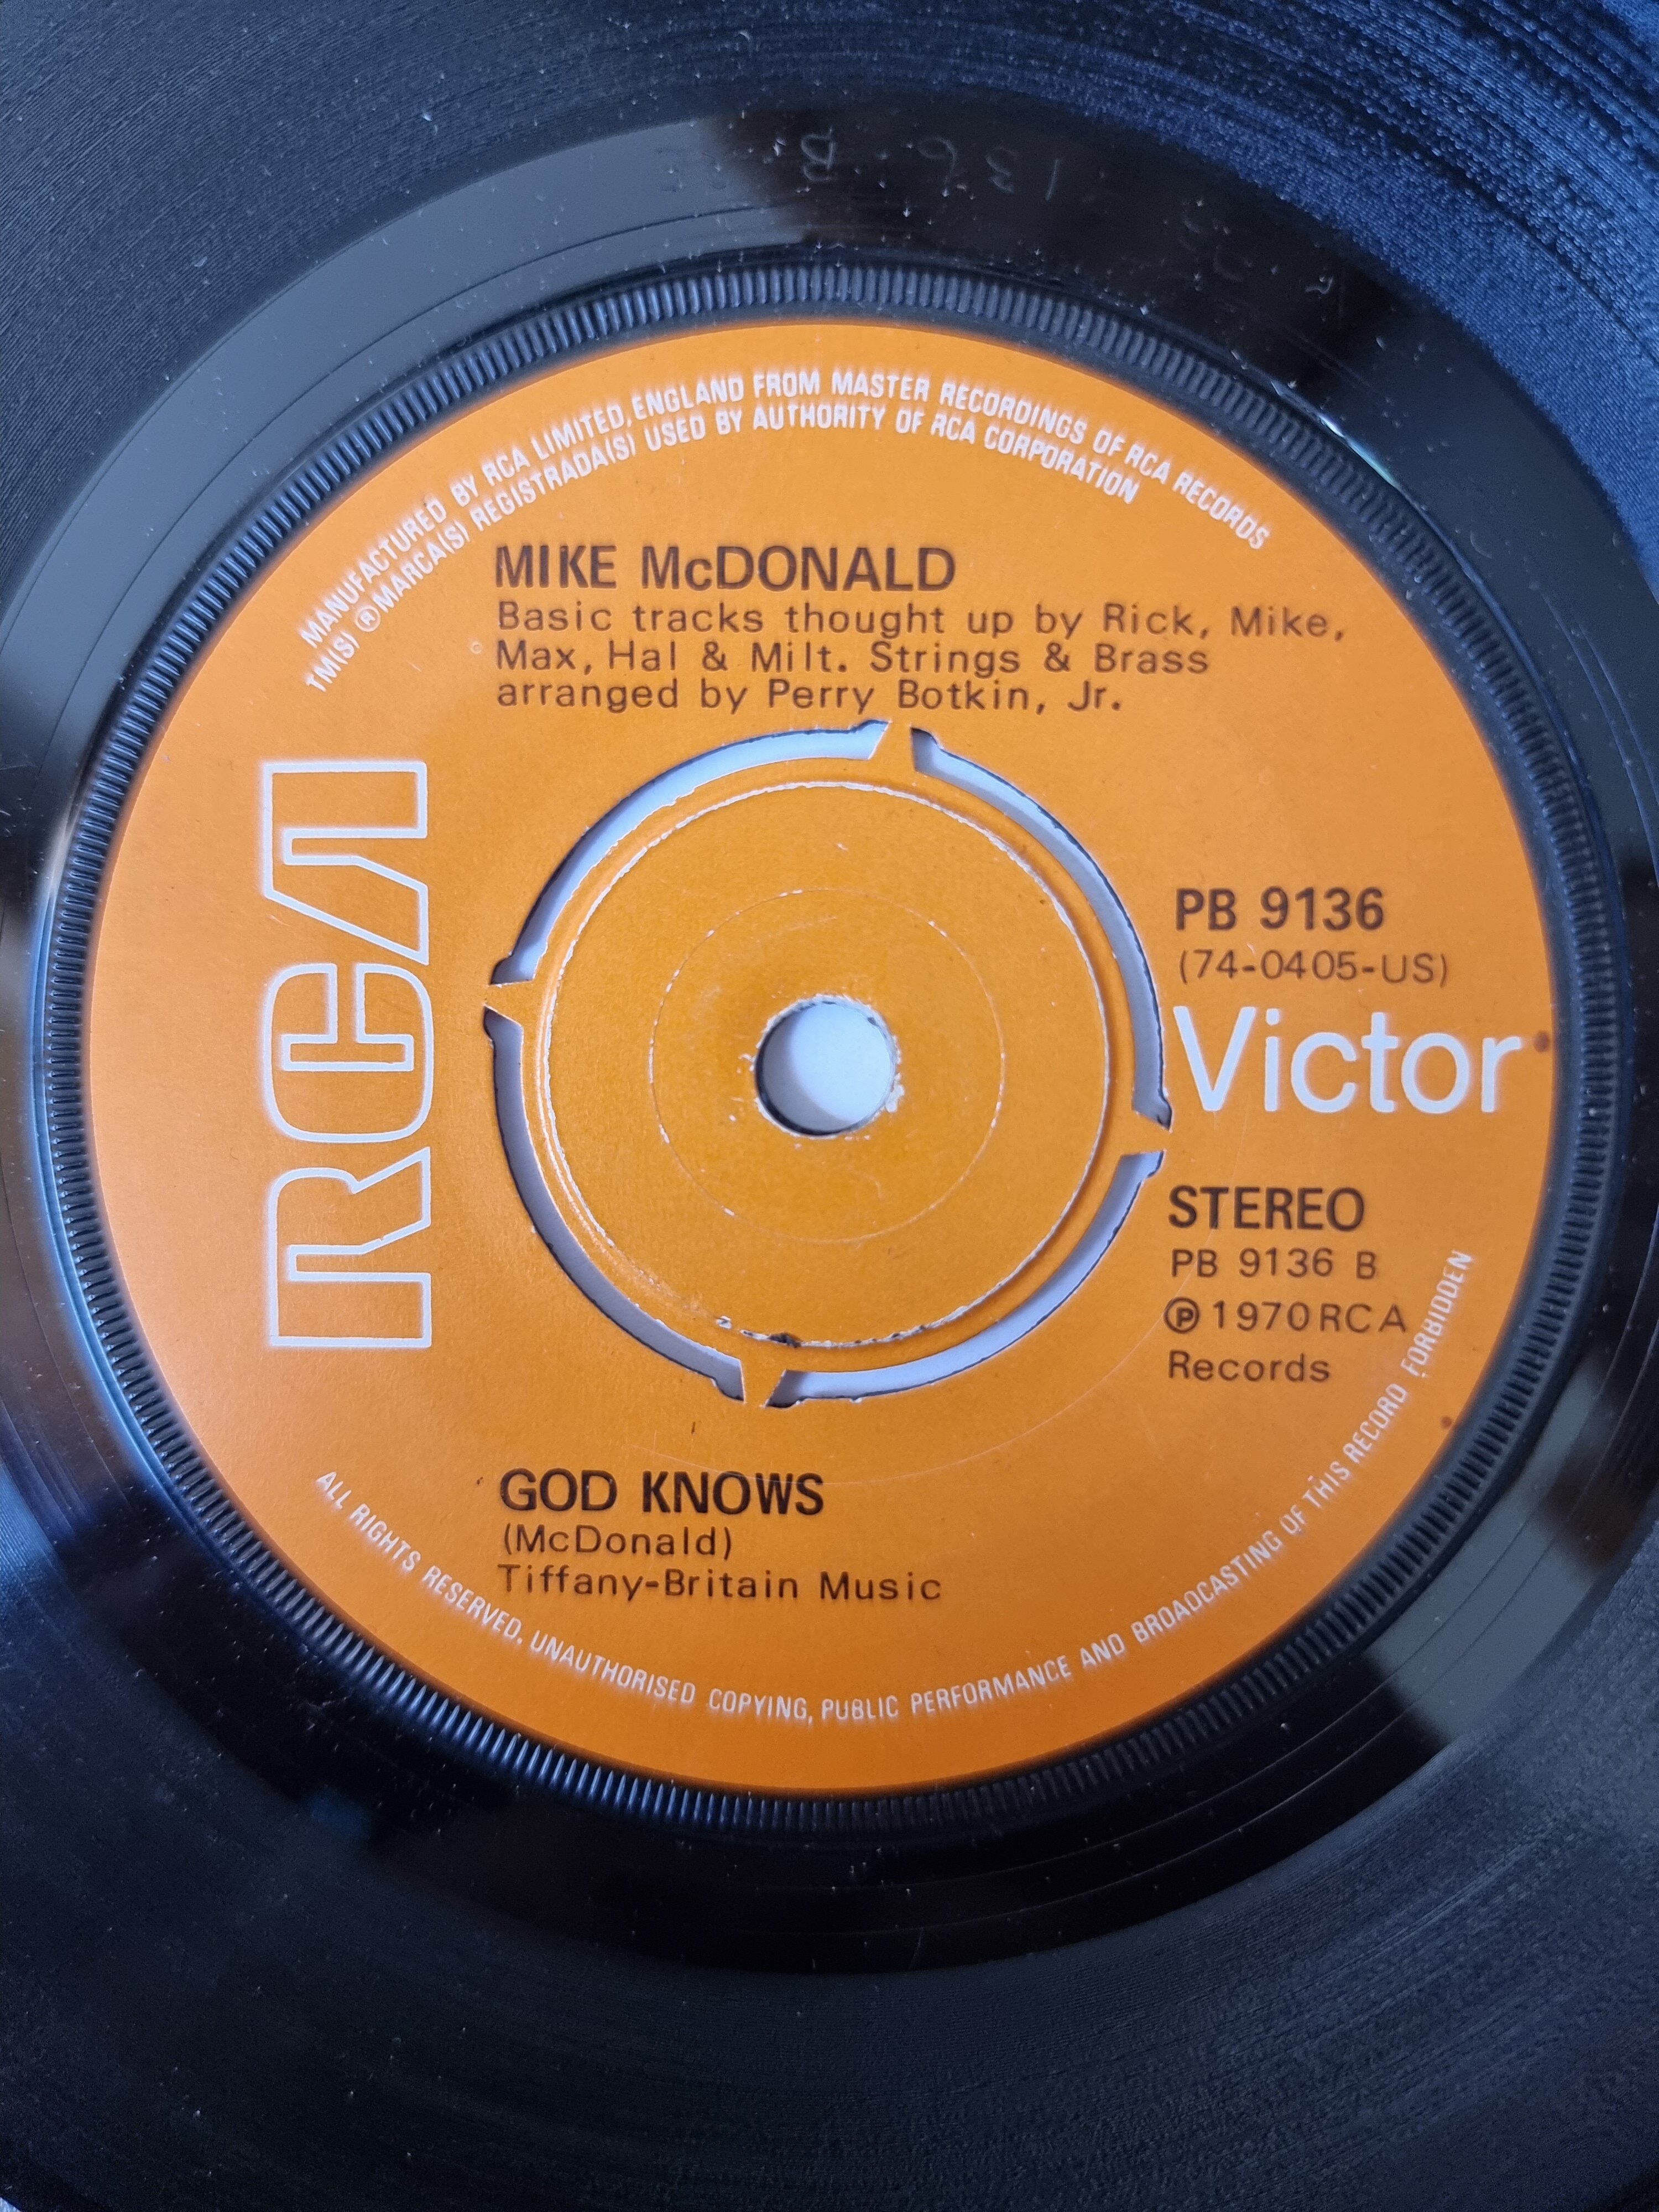 MANUFACTURED BY RCA LIMITED, ENGLAND FROM MASTER RECORDINGS OF RCA RECORDS
TM(S) ®MARCA(S) REGISTRADA(S) USED BY AUTHORITY OF RCA CORPORATION
MIKE McDONALD
Basic tracks thought up by Rick, Mike,
Max, Hal & Milt. Strings & Brass
arranged by Perry Botkin, Jr.
RCA
PB 9136
(74-0405-US)
Victor
STEREO
PB 9136 B
℗ 1970 RCA
Records
GOD KNOWS
(McDonald)
Tiffany-Britain Music
ALL RIGHTS RESERVED. UNAUTHORISED COPYING, PUBLIC PERFORMANCE AND BROADCASTING OF THIS RECORD FORBIDDEN